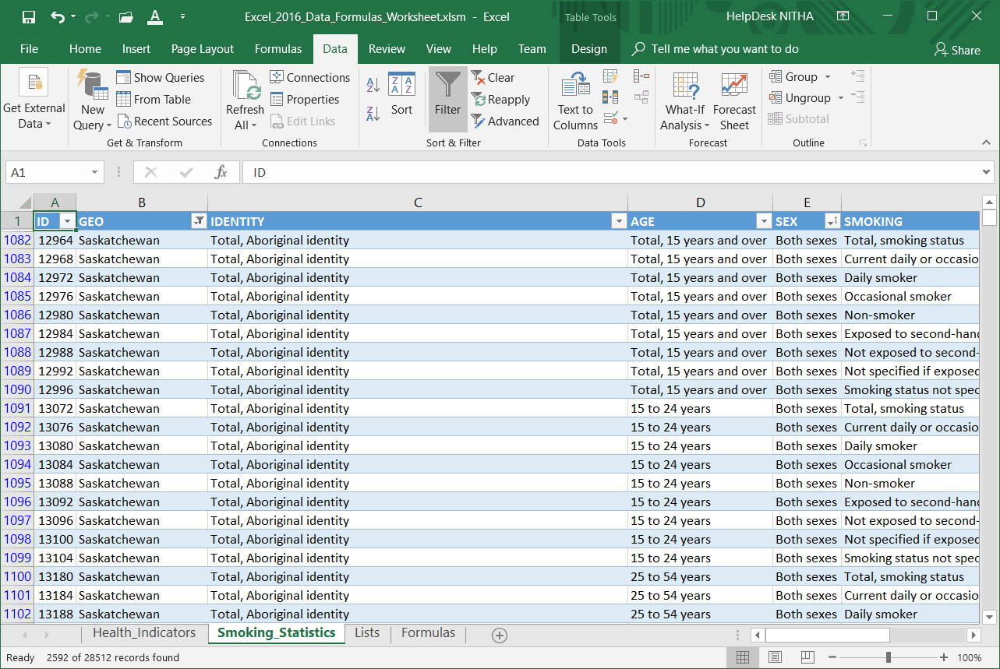 Excel_2016_Data_Formulas_Worksheet.xlsm - Excel
Table Tools
HelpDesk NITHA
File Home Insert Page Layout Formulas Data Review View Help Team Design Tell me what you want to do Share
Get External Data
New Query
Show Queries
From Table
Recent Sources
Get & Transform
Refresh All
Connections
Properties
Edit Links
Connections
Sort
Filter
Clear
Reapply
Advanced
Sort & Filter
Text to Columns
Data Tools
What-If Analysis
Forecast Sheet
Forecast
Group
Ungroup
Subtotal
Outline
A1 fx ID
A B C D E
1 ID GEO IDENTITY AGE SEX SMOKING
1082 12964 Saskatchewan Total, Aboriginal identity Total, 15 years and over Both sexes Total, smoking status
1083 12968 Saskatchewan Total, Aboriginal identity Total, 15 years and over Both sexes Current daily or occasio
1084 12972 Saskatchewan Total, Aboriginal identity Total, 15 years and over Both sexes Daily smoker
1085 12976 Saskatchewan Total, Aboriginal identity Total, 15 years and over Both sexes Occasional smoker
1086 12980 Saskatchewan Total, Aboriginal identity Total, 15 years and over Both sexes Non-smoker
1087 12984 Saskatchewan Total, Aboriginal identity Total, 15 years and over Both sexes Exposed to second-hand
1088 12988 Saskatchewan Total, Aboriginal identity Total, 15 years and over Both sexes Not exposed to second-
1089 12992 Saskatchewan Total, Aboriginal identity Total, 15 years and over Both sexes Not specified if exposed
1090 12996 Saskatchewan Total, Aboriginal identity Total, 15 years and over Both sexes Smoking status not spec
1091 13072 Saskatchewan Total, Aboriginal identity 15 to 24 years Both sexes Total, smoking status
1092 13076 Saskatchewan Total, Aboriginal identity 15 to 24 years Both sexes Current daily or occasio
1093 13080 Saskatchewan Total, Aboriginal identity 15 to 24 years Both sexes Daily smoker
1094 13084 Saskatchewan Total, Aboriginal identity 15 to 24 years Both sexes Occasional smoker
1095 13088 Saskatchewan Total, Aboriginal identity 15 to 24 years Both sexes Non-smoker
1096 13092 Saskatchewan Total, Aboriginal identity 15 to 24 years Both sexes Exposed to second-hand
1097 13096 Saskatchewan Total, Aboriginal identity 15 to 24 years Both sexes Not exposed to second-
1098 13100 Saskatchewan Total, Aboriginal identity 15 to 24 years Both sexes Not specified if exposed
1099 13104 Saskatchewan Total, Aboriginal identity 15 to 24 years Both sexes Smoking status not spec
1100 13180 Saskatchewan Total, Aboriginal identity 25 to 54 years Both sexes Total, smoking status
1101 13184 Saskatchewan Total, Aboriginal identity 25 to 54 years Both sexes Current daily or occasio
1102 13188 Saskatchewan Total, Aboriginal identity 25 to 54 years Both sexes Daily smoker
Health_Indicators Smoking_Statistics Lists Formulas
Ready 2592 of 28512 records found 100%